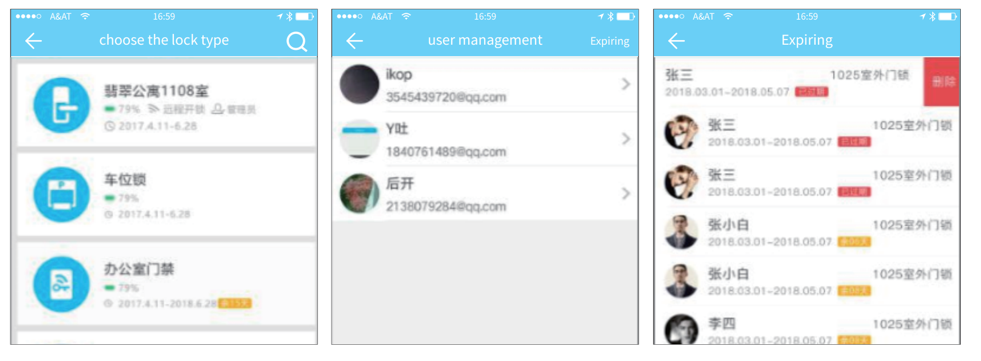 A&AT 16:59
choose the lock type
翡翠公寓1108室
79% 远程开锁 管理员
2017.4.11-6.28
车位锁
79%
2017.4.11-6.28
办公室门禁
79%
2017.4.11-2018.6.28 余15天
A&AT 16:59
user management Expiring
ikop
3545439720@qq.com
Y吐
1840761489@qq.com
后开
2138079284@qq.com
A&AT 16:59
Expiring
张三 1025室外门锁
2018.03.01-2018.05.07 已过期
删除
张三 1025室外门锁
2018.03.01-2018.05.07 已过期
张三 1025室外门锁
2018.03.01-2018.05.07 已过期
张小白 1025室外门锁
2018.03.01-2018.05.07
张小白 1025室外门锁
2018.03.01-2018.05.07
李四 1025室外门锁
2018.03.01-2018.05.07